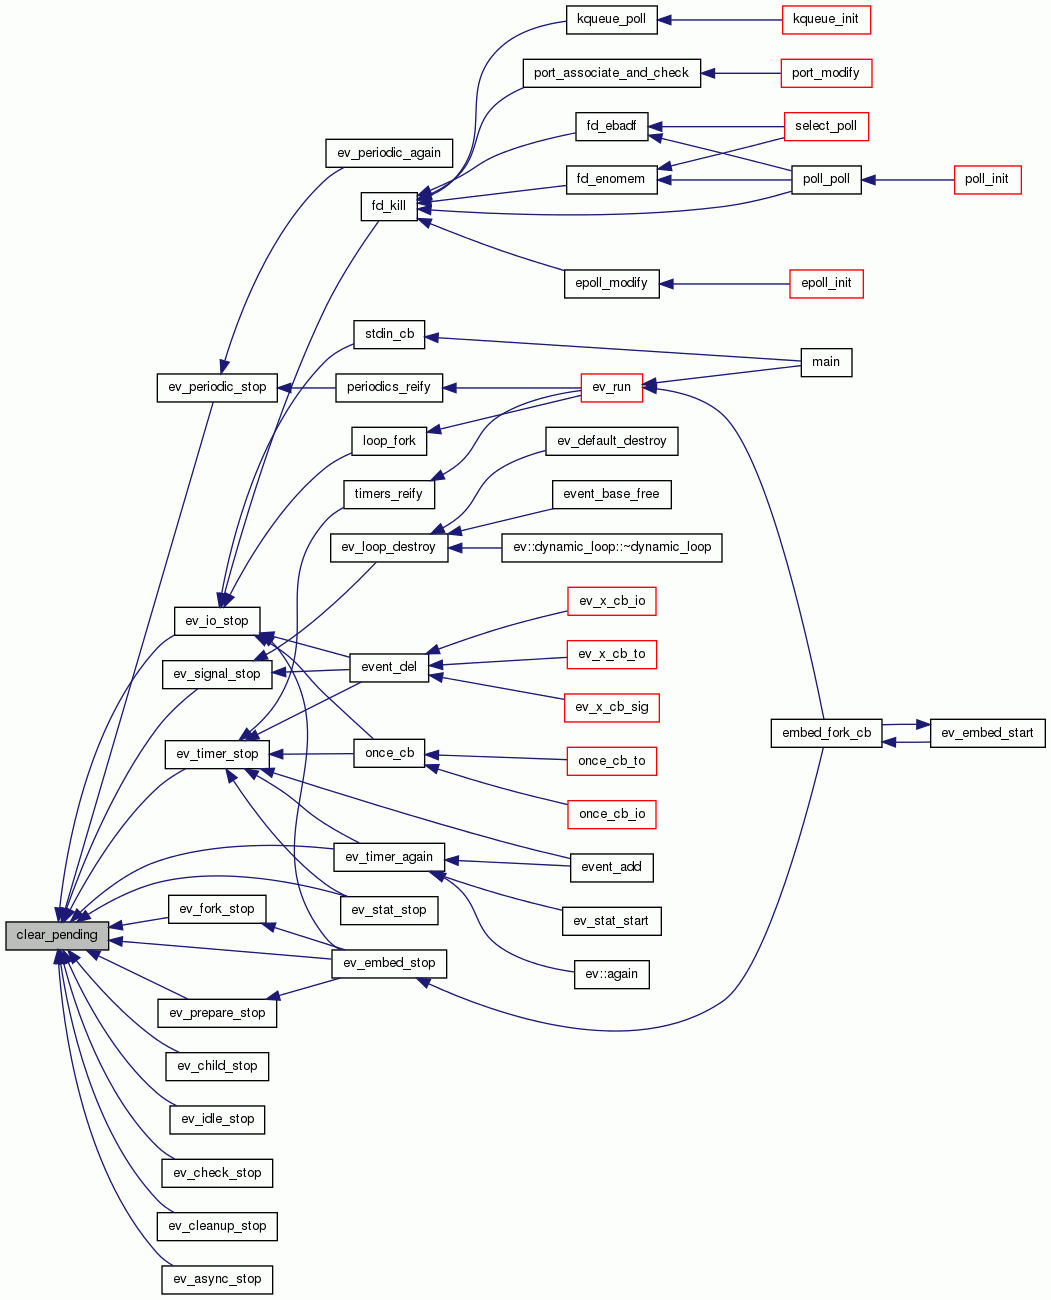 kqueue_poll
kqueue_init
port_associate_and_check
port_modify
fd_ebadf
select_poll
ev_periodic_again
fd_enomem
poll_poll
poll_init
fd_kill
epoll_modify
epoll_init
stdin_cb
main
ev_periodic_stop
periodics_reify
ev_run
loop_fork
ev_default_destroy
timers_reify
event_base_free
ev_loop_destroy
ev::dynamic_loop::~dynamic_loop
ev_x_cb_io
ev_io_stop
ev_x_cb_to
event_del
ev_signal_stop
ev_x_cb_sig
embed_fork_cb
ev_embed_start
ev_timer_stop
once_cb
once_cb_to
once_cb_io
ev_timer_again
event_add
ev_fork_stop
ev_stat_stop
ev_stat_start
clear_pending
ev_embed_stop
ev::again
ev_prepare_stop
ev_child_stop
ev_idle_stop
ev_check_stop
ev_cleanup_stop
ev_async_stop